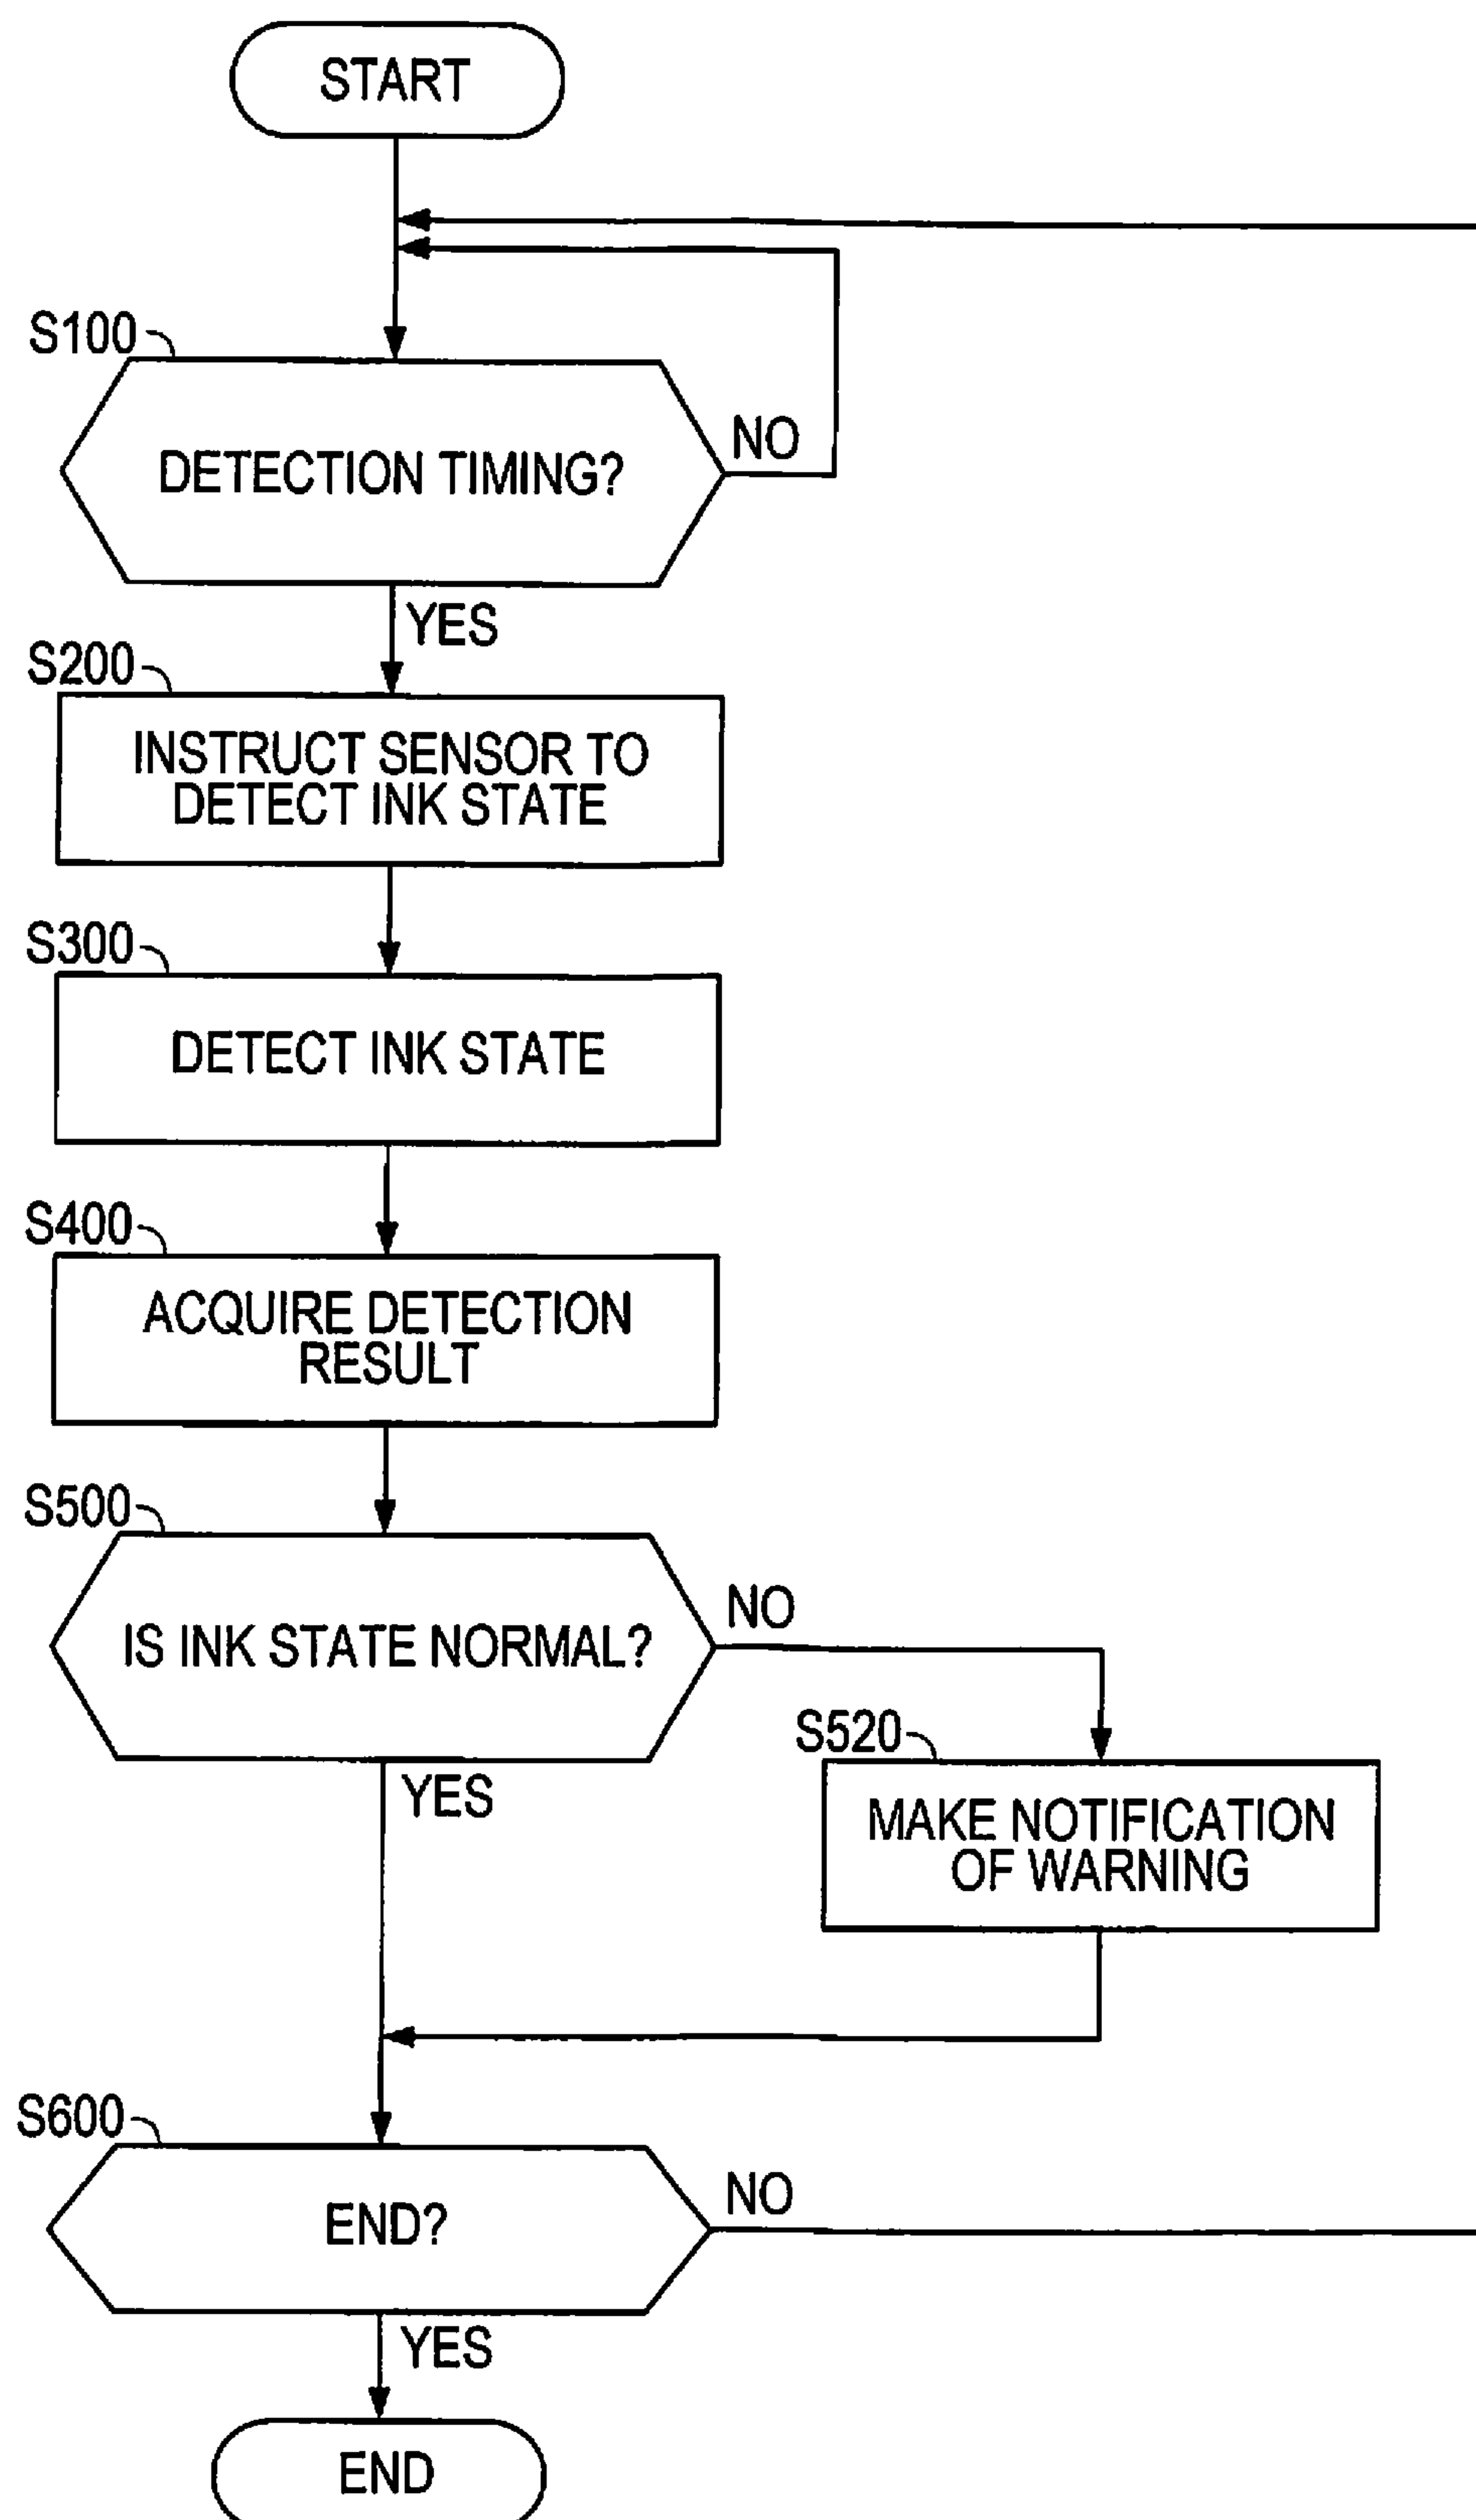 START
S100
DETECTION TIMING?
NO
YES
S200
INSTRUCT SENSOR TO
DETECT INK STATE
S300
DETECT INK STATE
S400
ACQUIRE DETECTION
RESULT
S500
IS INK STATE NORMAL?
NO
YES
S520
MAKE NOTIFICATION
OF WARNING
S600
END?
NO
YES
END